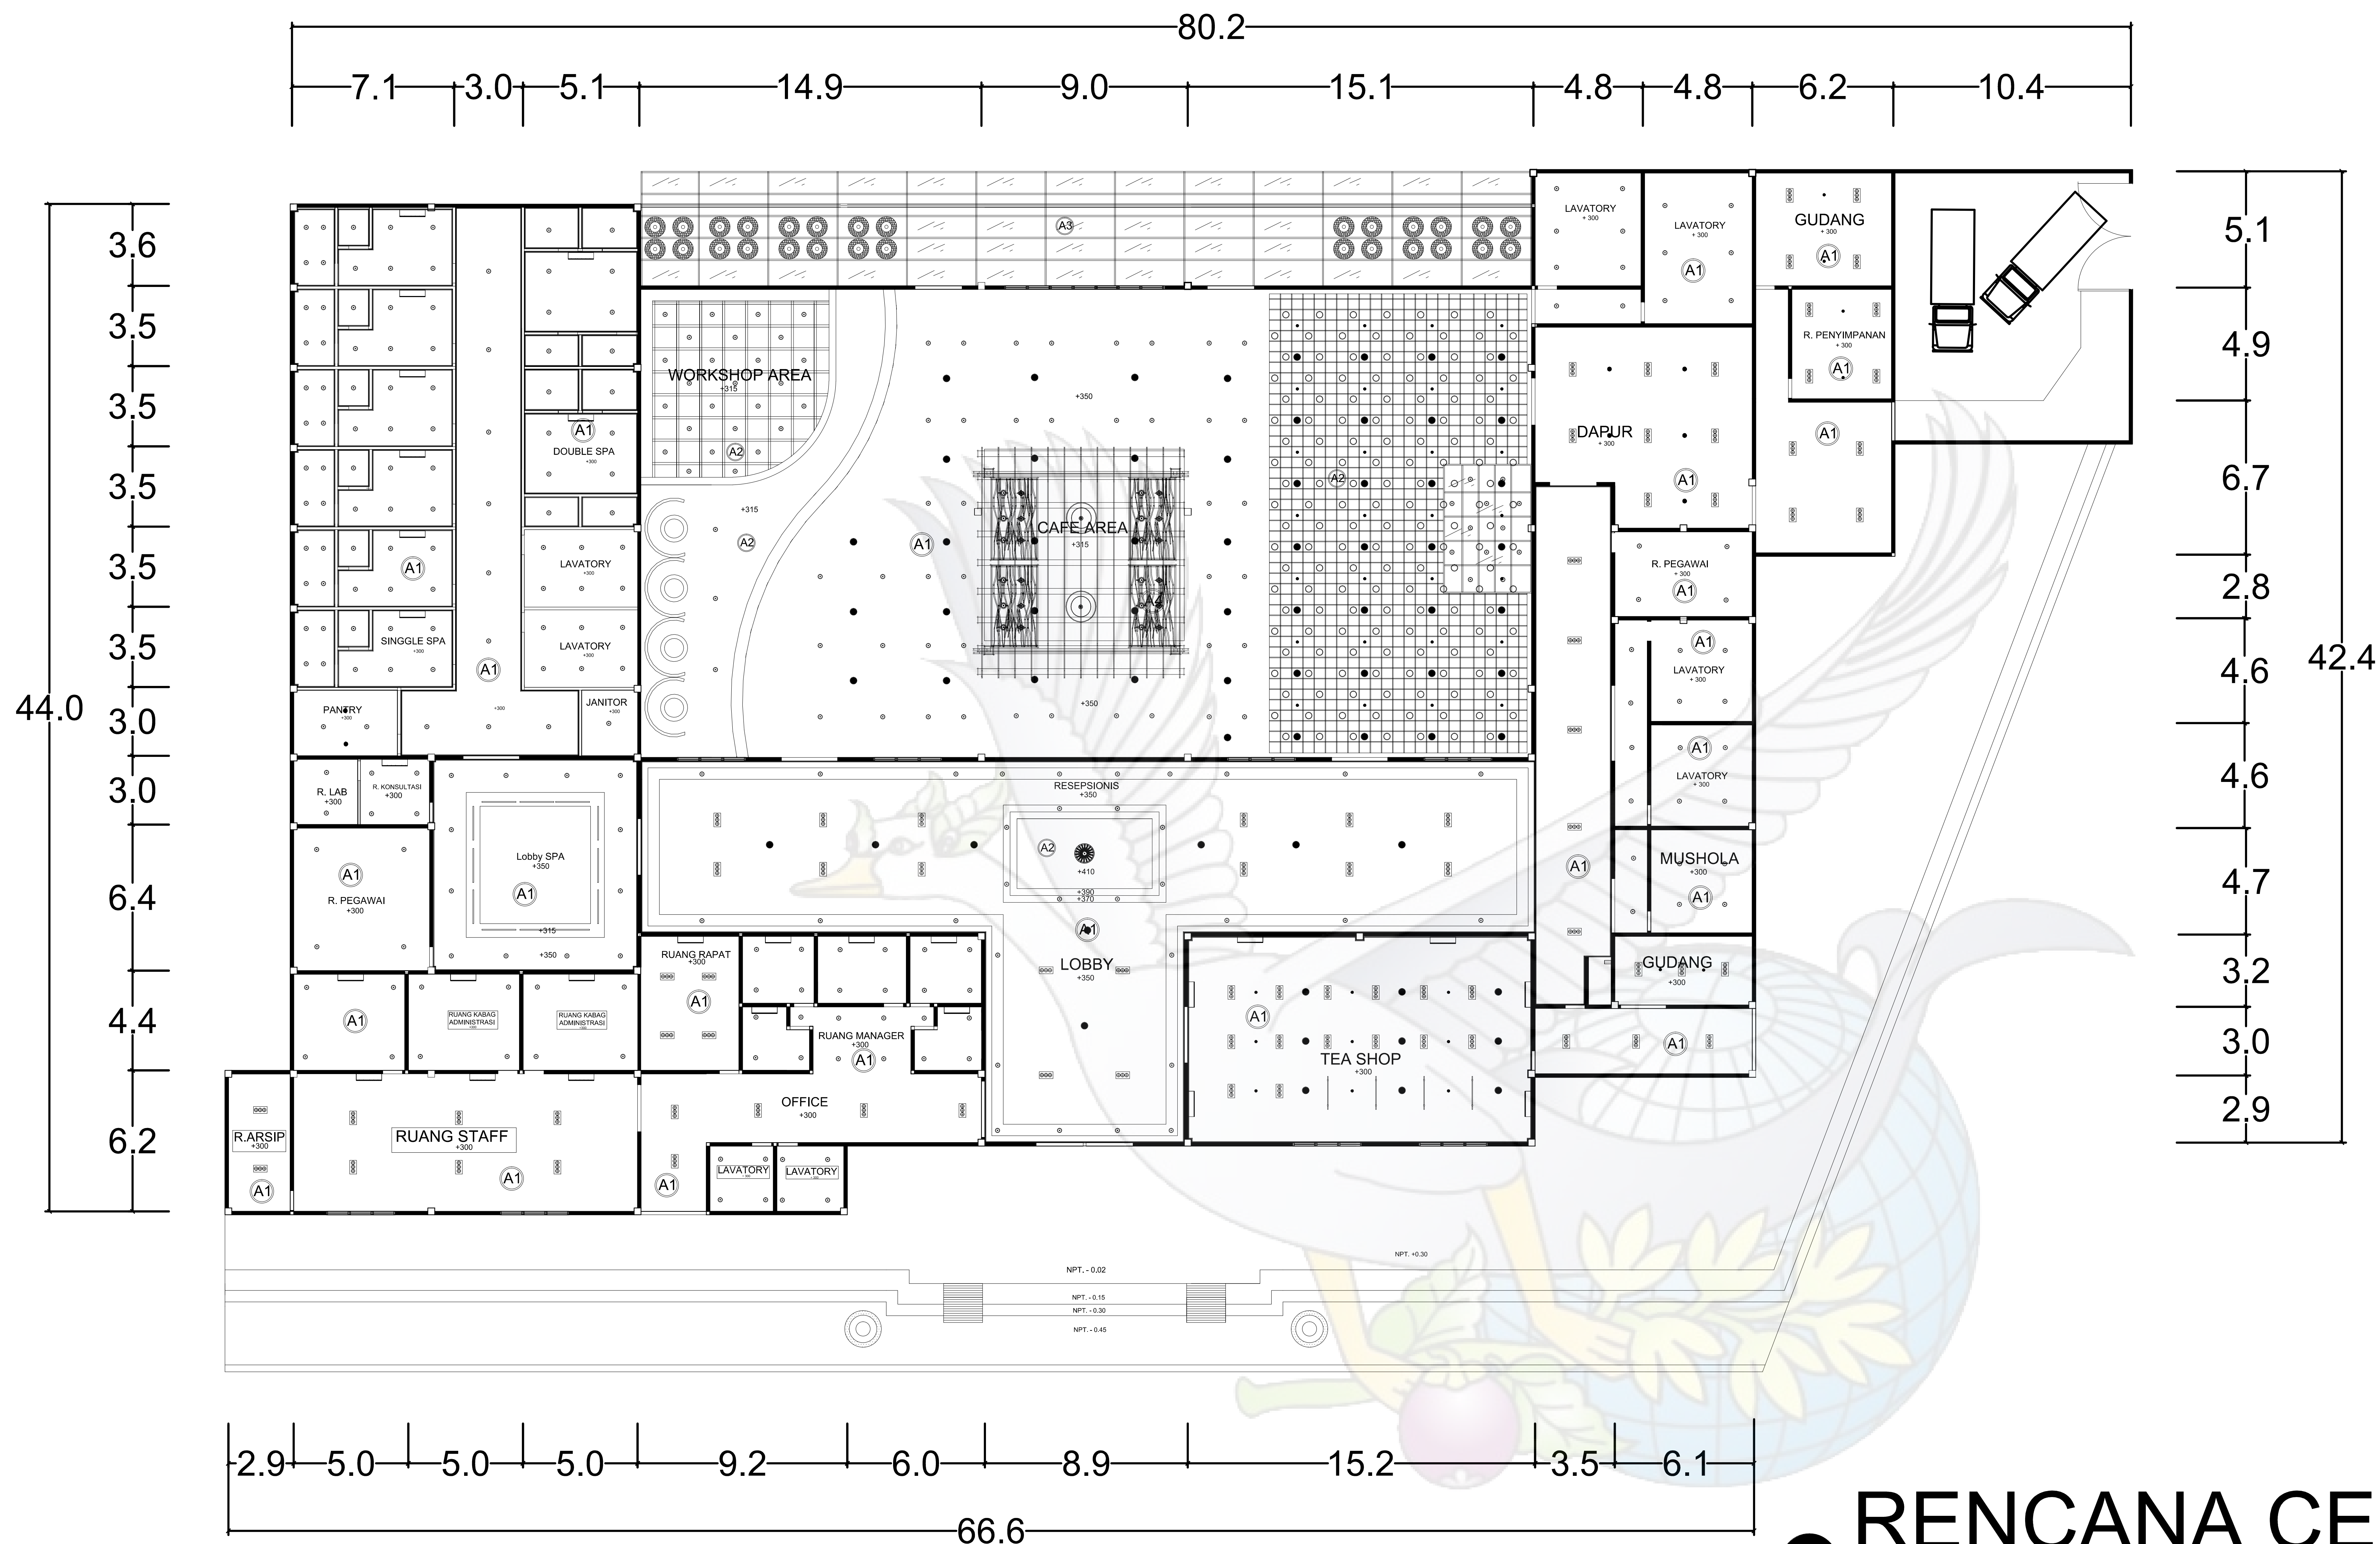 80.2
7.1 3.0 5.1 14.9 9.0 15.1 4.8 4.8 6.2 10.4
44.0
3.6
3.5
3.5
3.5
3.5
3.5
3.0
3.0
6.4
4.4
6.2
A3
LAVATORY
+ 300
LAVATORY
+ 300
A1
GUDANG
+ 300
A1
R. PENYIMPANAN
+ 300
A1
A1
WORKSHOP AREA
+315
A2
+350
DAPUR
+ 300
A1
A1
DOUBLE SPA
+300
A2
+315
A2
A1
CAFE AREA
+315
A4
A1
LAVATORY
+300
R. PEGAWAI
+ 300
A1
SINGGLE SPA
+300
LAVATORY
+300
A1
A1
LAVATORY
+ 300
PANTRY
+300
+300
JANITOR
+300
+350
A1
LAVATORY
+ 300
R. LAB
+300
R. KONSULTASI
+300
RESEPSIONIS
+350
A2
+410
+390
+370
Lobby SPA
+350
A1
+315
+350
A1
R. PEGAWAI
+300
A1
MUSHOLA
+300
A1
A1
LOBBY
+350
RUANG RAPAT
+300
A1
GUDANG
+300
A1
RUANG KABAG
ADMINISTRASI
RUANG KABAG
ADMINISTRASI
RUANG MANAGER
+300
A1
A1
TEA SHOP
+300
A1
OFFICE
+300
R.ARSIP
+300
A1
RUANG STAFF
+300
A1
A1
LAVATORY
LAVATORY
NPT. +0.30
NPT. - 0.02
NPT. - 0.15
NPT. - 0.30
NPT. - 0.45
5.1
4.9
6.7
2.8
4.6
4.6
4.7
3.2
3.0
2.9
42.4
2.9 5.0 5.0 5.0 9.2 6.0 8.9 15.2 3.5 6.1
66.6
RENCANA CE